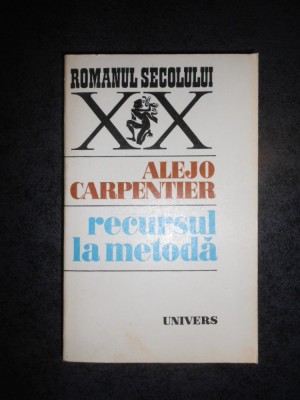 ROMANUL SECOLULUI
XX
ALEJO
CARPENTIER
recursul
la metodă
UNIVERS